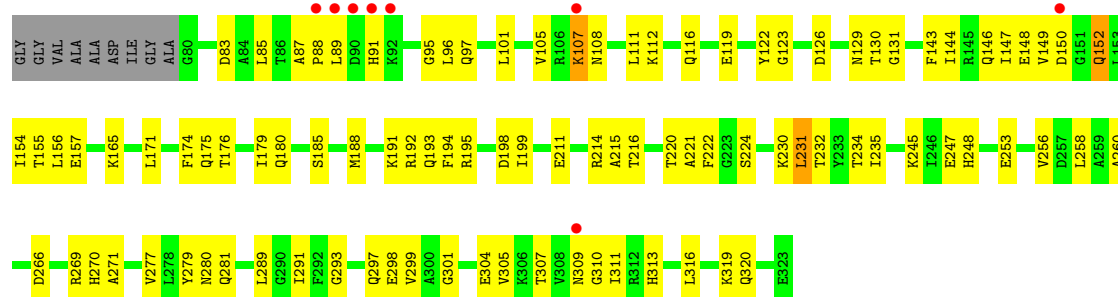 GLY GLY VAL ALA ALA ASP ILE GLY ALA G80 D83 A84 L85 T86 A87 P88 L89 D90 H91 K92 G95 L96 Q97 L101 V105 R106 K107 N108 L111 K112 Q116 E119 Y122 G123 D126 N129 T130 G131 F143 I144 R145 Q146 I147 E148 V149 D150 G151 Q152 L153
I154 T155 L156 E157 K165 L171 F174 Q175 T176 I179 Q180 S185 M188 K191 R192 Q193 F194 R195 D198 I199 E211 R214 A215 T216 T220 A221 F222 G223 S224 K230 L231 T232 Y233 T234 I235 K245 I246 E247 H248 E253 V256 D257 L258 A259 A260
D266 R269 H270 A271 V277 L278 Y279 N280 Q281 L289 G290 I291 F292 G293 Q297 E298 V299 A300 G301 E304 V305 K306 T307 V308 N309 G310 I311 R312 H313 L316 K319 Q320 E323